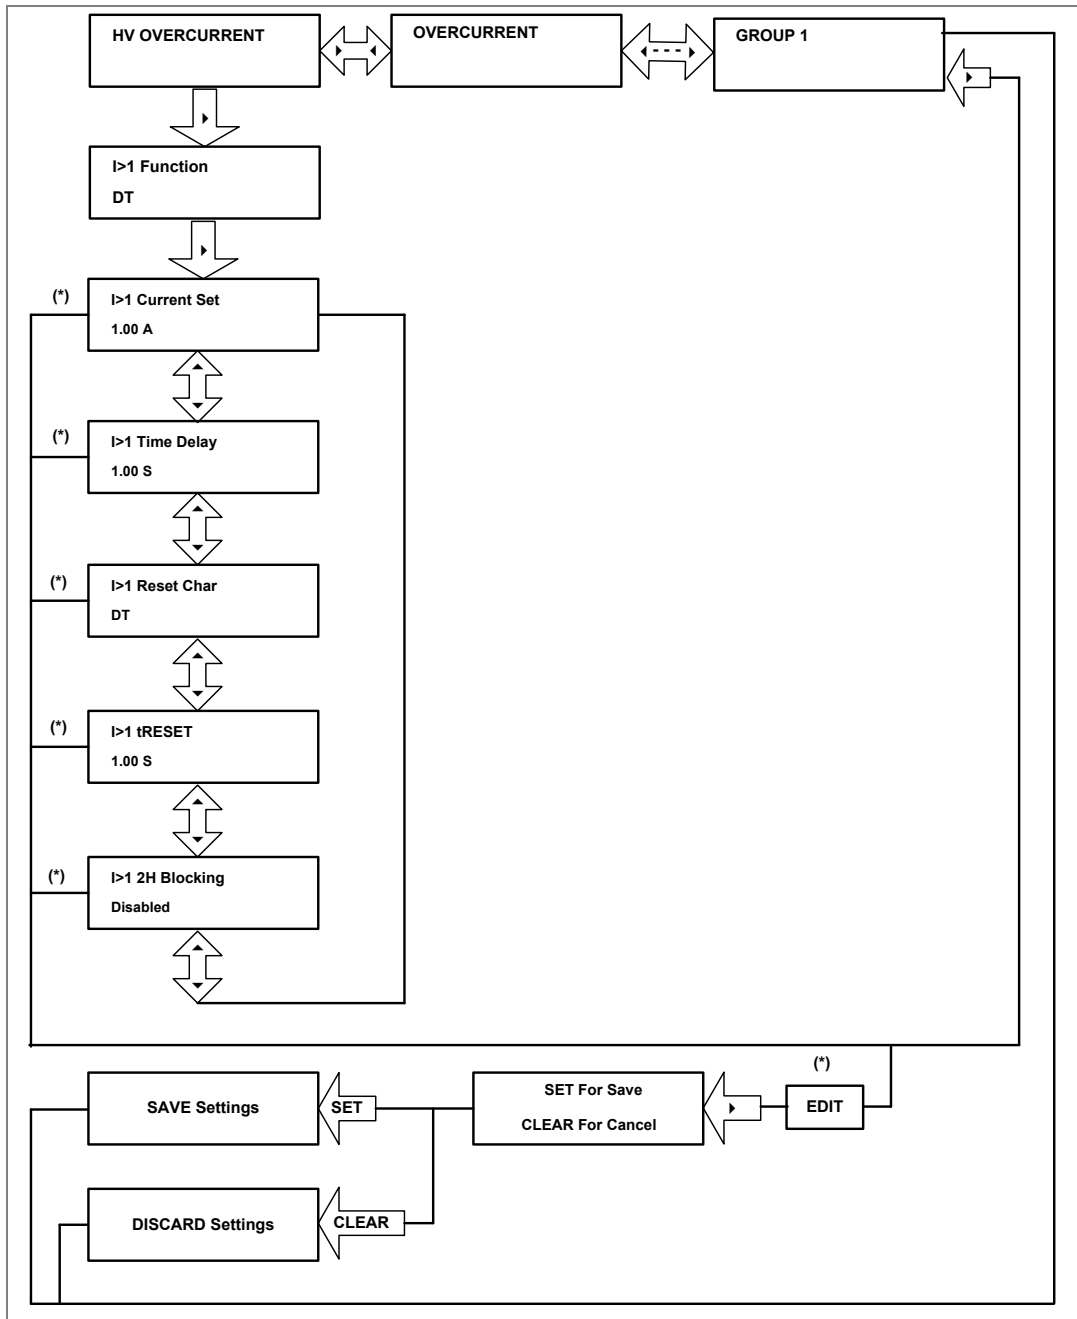 HV OVERCURRENT
OVERCURRENT
GROUP 1
I>1 Function
DT
(*)
I>1 Current Set
1.00 A
(*)
I>1 Time Delay
1.00 S
(*)
I>1 Reset Char
DT
(*)
I>1 tRESET
1.00 S
(*)
I>1 2H Blocking
Disabled
(*)
SAVE Settings
SET
SET For Save
CLEAR For Cancel
EDIT
DISCARD Settings
CLEAR